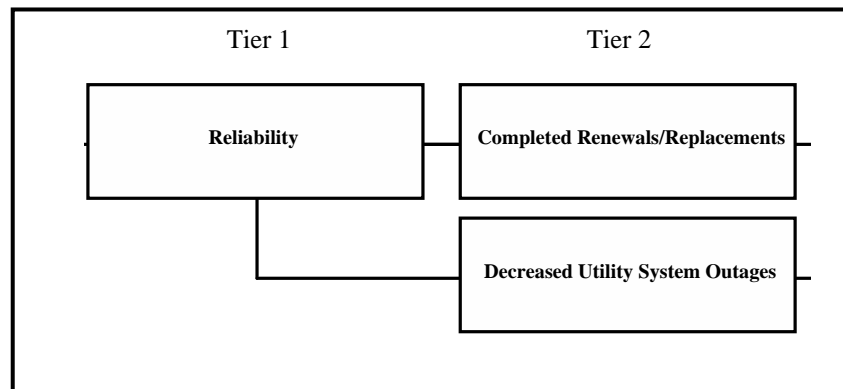 Tier 1
Tier 2
Reliability
Completed Renewals/Replacements
Decreased Utility System Outages